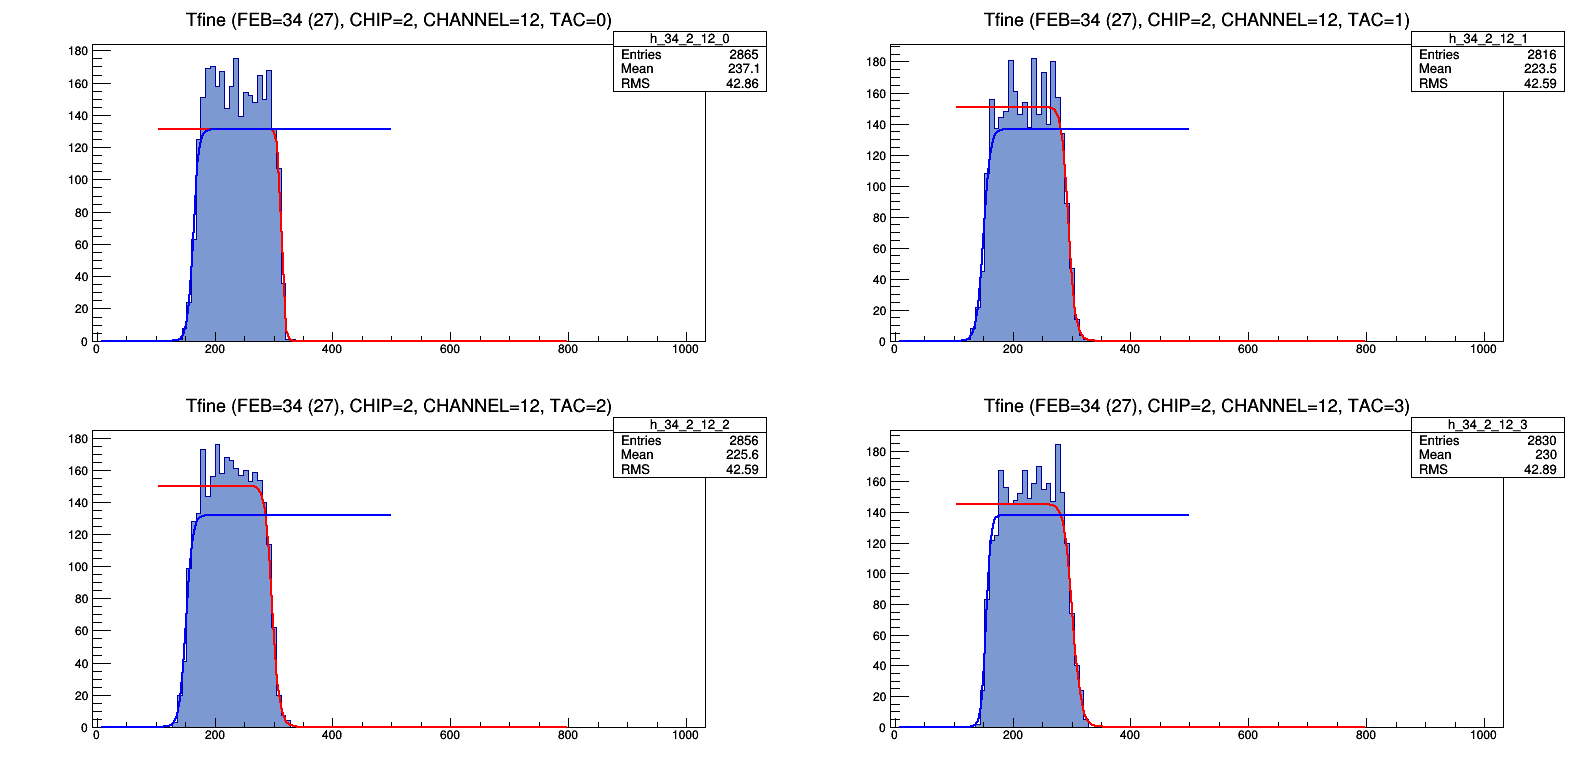 Tfine (FEB=34 (27), CHIP=2, CHANNEL=12, TAC=0)
h_34_2_12_0
Entries 2865
Mean 237.1
RMS 42.86
180
160
140
120
100
80
60
40
20
0
0 200 400 600 800 1000
Tfine (FEB=34 (27), CHIP=2, CHANNEL=12, TAC=1)
h_34_2_12_1
Entries 2816
Mean 223.5
RMS 42.59
180
160
140
120
100
80
60
40
20
0
0 200 400 600 800 1000
Tfine (FEB=34 (27), CHIP=2, CHANNEL=12, TAC=2)
h_34_2_12_2
Entries 2856
Mean 225.6
RMS 42.59
180
160
140
120
100
80
60
40
20
0
0 200 400 600 800 1000
Tfine (FEB=34 (27), CHIP=2, CHANNEL=12, TAC=3)
h_34_2_12_3
Entries 2830
Mean 230
RMS 42.89
180
160
140
120
100
80
60
40
20
0
0 200 400 600 800 1000